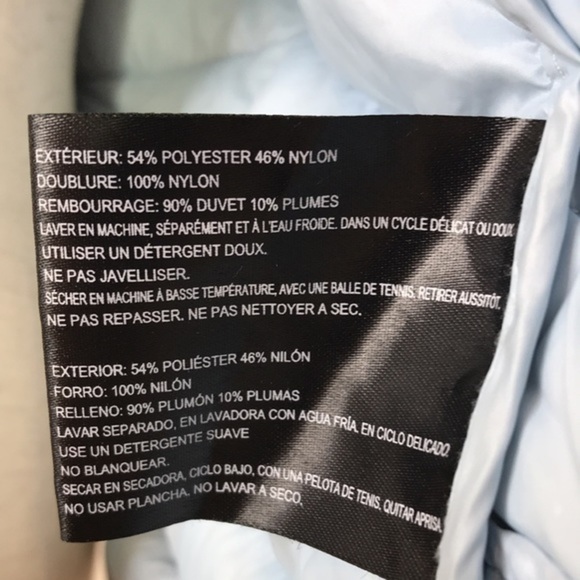 EXTÉRIEUR: 54% POLYESTER 46% NYLON
DOUBLURE: 100% NYLON
REMBOURRAGE: 90% DUVET 10% PLUMES
LAVER EN MACHINE, SÉPARÉMENT ET À L'EAU FROIDE. DANS UN CYCLE DÉLICAT OU DOUX.
UTILISER UN DÉTERGENT DOUX.
NE PAS JAVELLISER.
SÉCHER EN MACHINE À BASSE TEMPÉRATURE, AVEC UNE BALLE DE TENNIS. RETIRER AUSSITÔT.
NE PAS REPASSER. NE PAS NETTOYER A SEC.
EXTERIOR: 54% POLIÉSTER 46% NILÓN
FORRO: 100% NILÓN
RELLENO: 90% PLUMÓN 10% PLUMAS
LAVAR SEPARADO, EN LAVADORA CON AGUA FRÍA. EN CICLO DELICADO.
USE UN DETERGENTE SUAVE
NO BLANQUEAR.
SECAR EN SECADORA, CICLO BAJO, CON UNA PELOTA DE TENIS. QUITAR APRISA.
NO USAR PLANCHA. NO LAVAR A SECO.